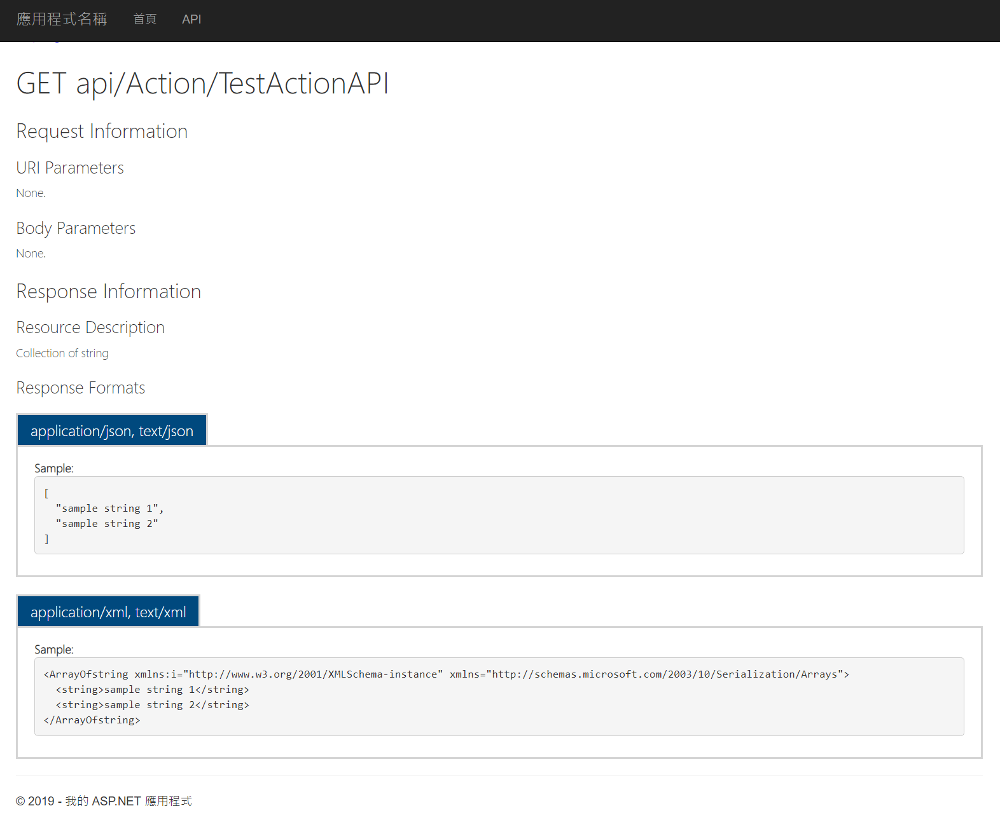 應用程式名稱 首頁 API
GET api/Action/TestActionAPI
Request Information
URI Parameters
None.
Body Parameters
None.
Response Information
Resource Description
Collection of string
Response Formats
application/json, text/json
Sample:
[
  "sample string 1",
  "sample string 2"
]
application/xml, text/xml
Sample:
<ArrayOfstring xmlns:i="http://www.w3.org/2001/XMLSchema-instance" xmlns="http://schemas.microsoft.com/2003/10/Serialization/Arrays">
  <string>sample string 1</string>
  <string>sample string 2</string>
</ArrayOfstring>
© 2019 - 我的 ASP.NET 應用程式